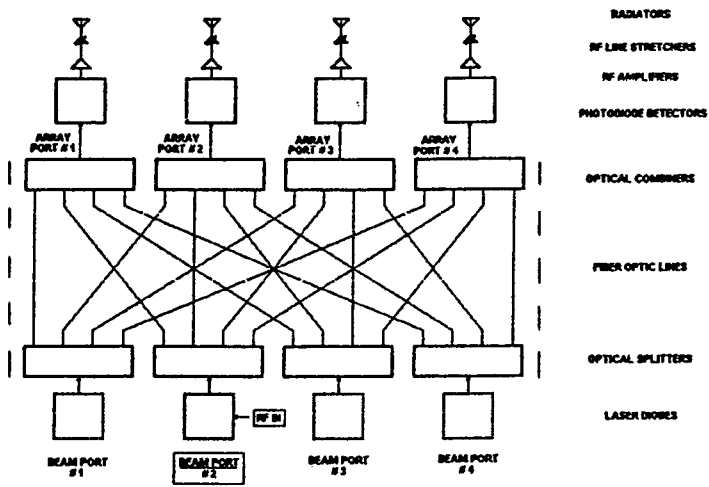 RADIATORS
RF LINE STRETCHERS
RF AMPLIFIERS
PHOTODIODE DETECTORS
ARRAY
PORT #1
ARRAY
PORT #2
ARRAY
PORT #3
ARRAY
PORT #4
OPTICAL COMBINERS
FIBER OPTIC LINES
OPTICAL SPLITTERS
RF IN
LASER DIODES
BEAM PORT
#1
BEAM PORT
#2
BEAM PORT
#3
BEAM PORT
#4